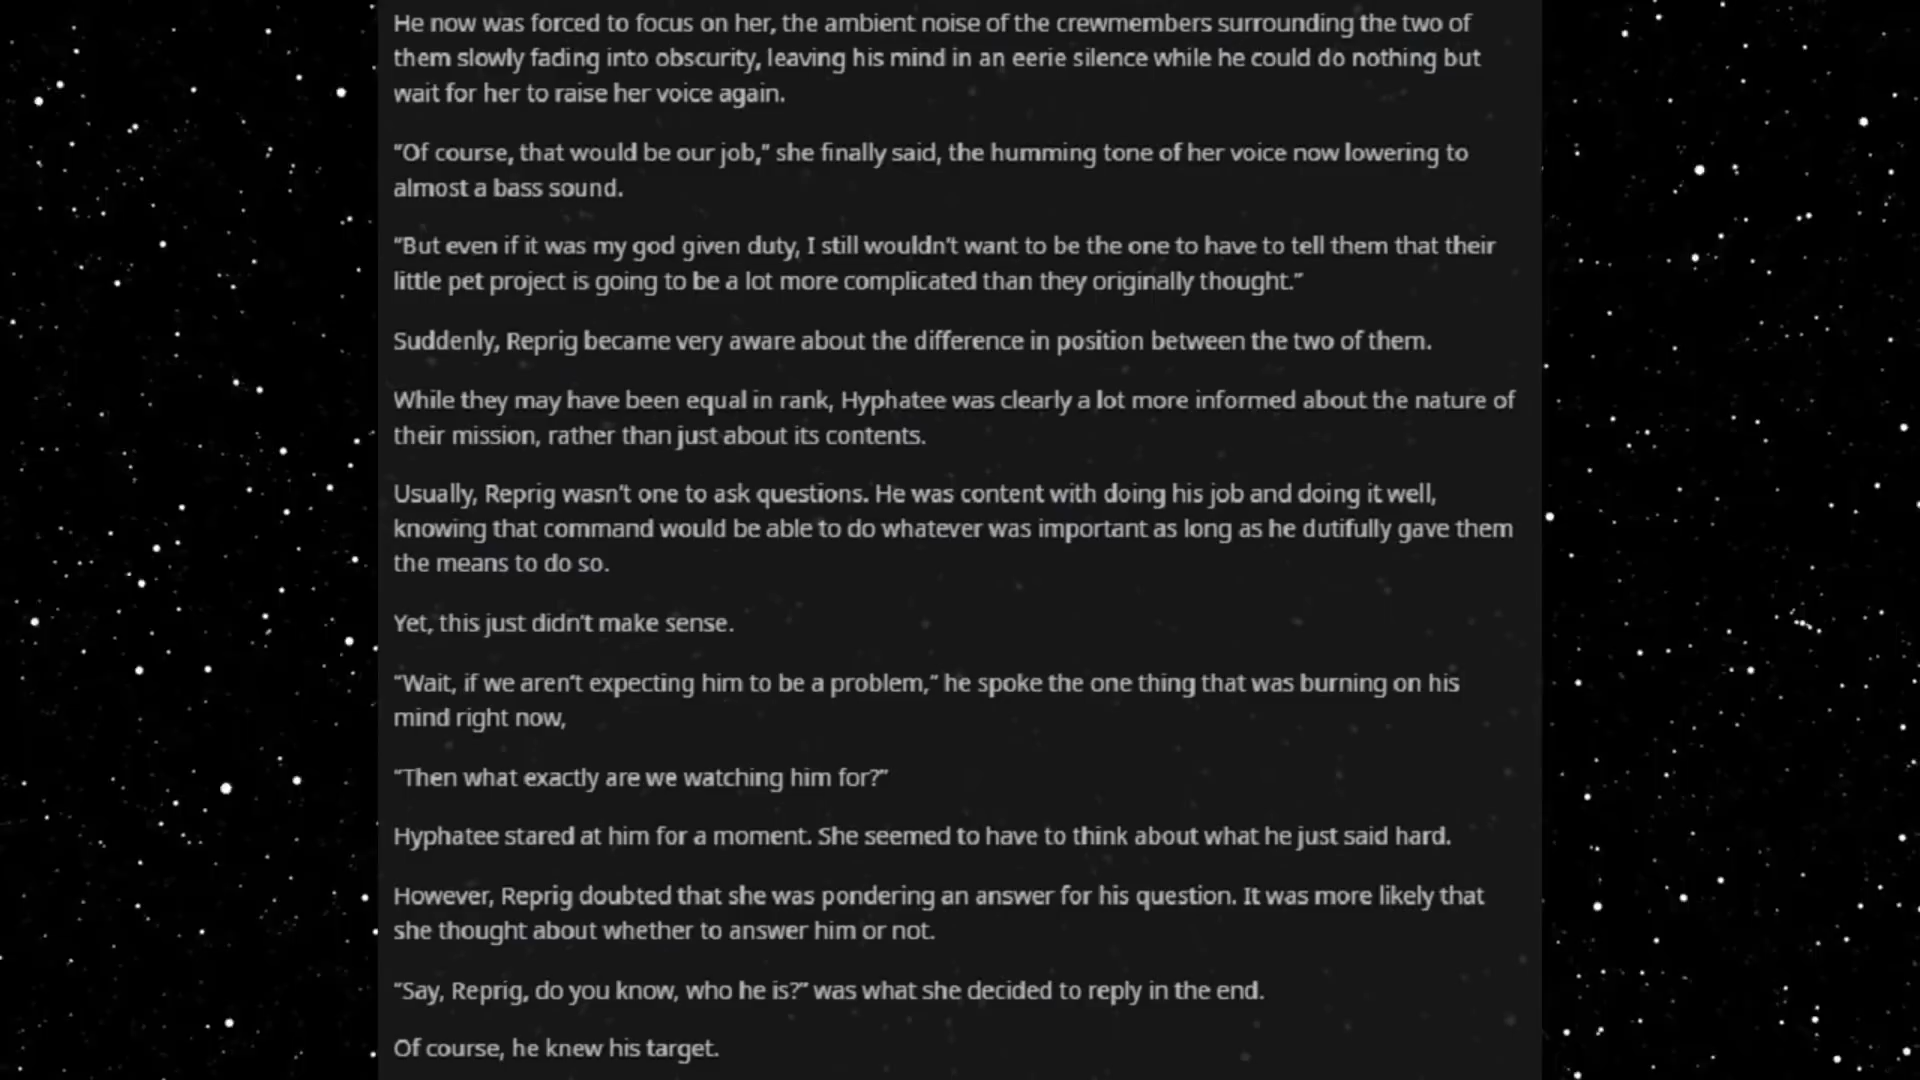 He now was forced to focus on her, the ambient noise of the crewmembers surrounding the two of
them slowly fading into obscurity, leaving his mind in an eerie silence while he could do nothing but
wait for her to raise her voice again.
“Of course, that would be our job,” she finally said, the humming tone of her voice now lowering to
almost a bass sound.
“But even if it was my god given duty, I still wouldn’t want to be the one to have to tell them that their
little pet project is going to be a lot more complicated than they originally thought.”
Suddenly, Reprig became very aware about the difference in position between the two of them.
While they may have been equal in rank, Hyphatee was clearly a lot more informed about the nature of
their mission, rather than just about its contents.
Usually, Reprig wasn’t one to ask questions. He was content with doing his job and doing it well,
knowing that command would be able to do whatever was important as long as he dutifully gave them
the means to do so.
Yet, this just didn’t make sense.
“Wait, if we aren’t expecting him to be a problem,” he spoke the one thing that was burning on his
mind right now,
“Then what exactly are we watching him for?”
Hyphatee stared at him for a moment. She seemed to have to think about what he just said hard.
However, Reprig doubted that she was pondering an answer for his question. It was more likely that
she thought about whether to answer him or not.
“Say, Reprig, do you know, who he is?” was what she decided to reply in the end.
Of course, he knew his target.